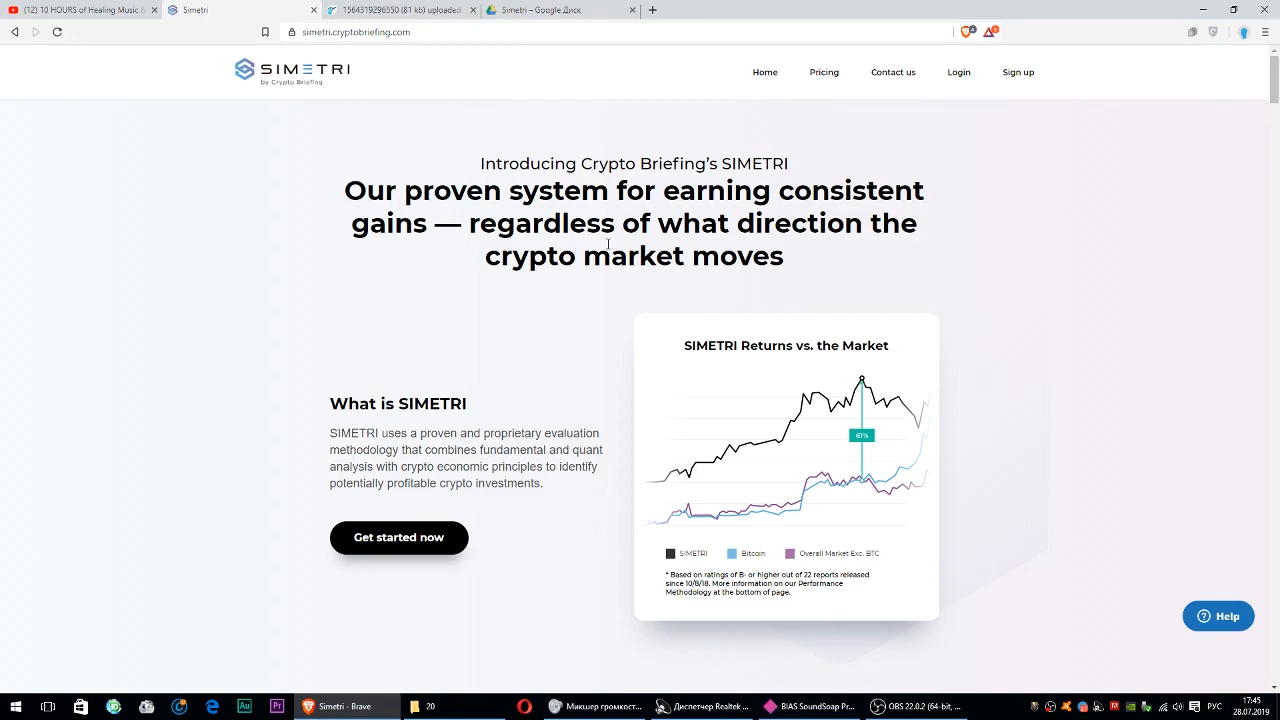 (12) 10 HOURS of Healing Music &
Simetri
1564319296550 (81 kb) uploaded
Simetri – Google Диск
simetri.cryptobriefing.com
SIMETRI
by Crypto Briefing
Home
Pricing
Contact us
Login
Sign up
Introducing Crypto Briefing's SIMETRI
Our proven system for earning consistent
gains — regardless of what direction the
crypto market moves
What is SIMETRI
SIMETRI uses a proven and proprietary evaluation
methodology that combines fundamental and quant
analysis with crypto economic principles to identify
potentially profitable crypto investments.
Get started now
SIMETRI Returns vs. the Market
61%
SIMETRI
Bitcoin
Overall Market Exc. BTC
* Based on ratings of B- or higher out of 22 reports released
since 10/8/18. More information on our Performance
Methodology at the bottom of page.
Help
Au
Pr
Simetri - Brave
20
Микшер громкост...
Диспетчер Realtek ...
BIAS SoundSoap Pr...
OBS 22.0.2 (64-bit, ...
РУС
17:45
28.07.2019